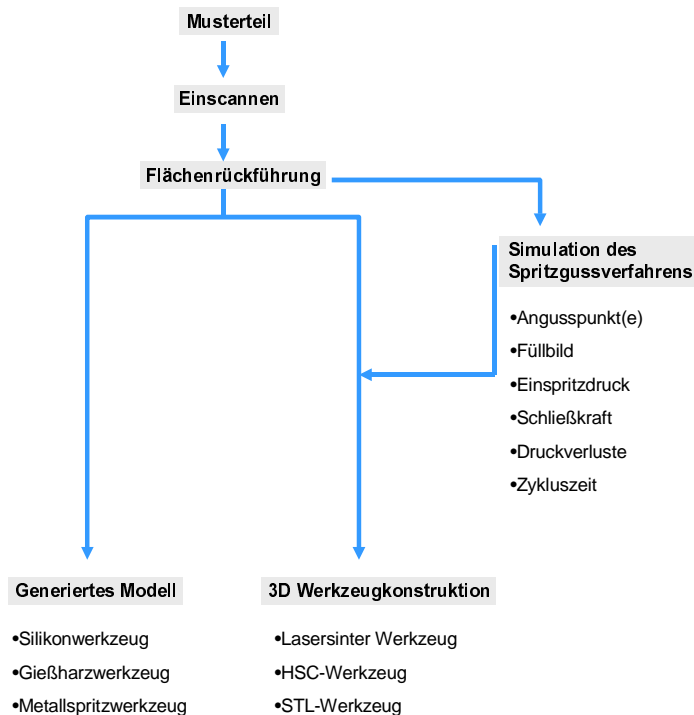 Musterteil
Einscannen
Flächenrückführung
Simulation des
Spritzgussverfahrens
•Angusspunkt(e)
•Füllbild
•Einspritzdruck
•Schließkraft
•Druckverluste
•Zykluszeit
Generiertes Modell
•Silikonwerkzeug
•Gießharzwerkzeug
•Metallspritzwerkzeug
3D Werkzeugkonstruktion
•Lasersinter Werkzeug
•HSC-Werkzeug
•STL-Werkzeug